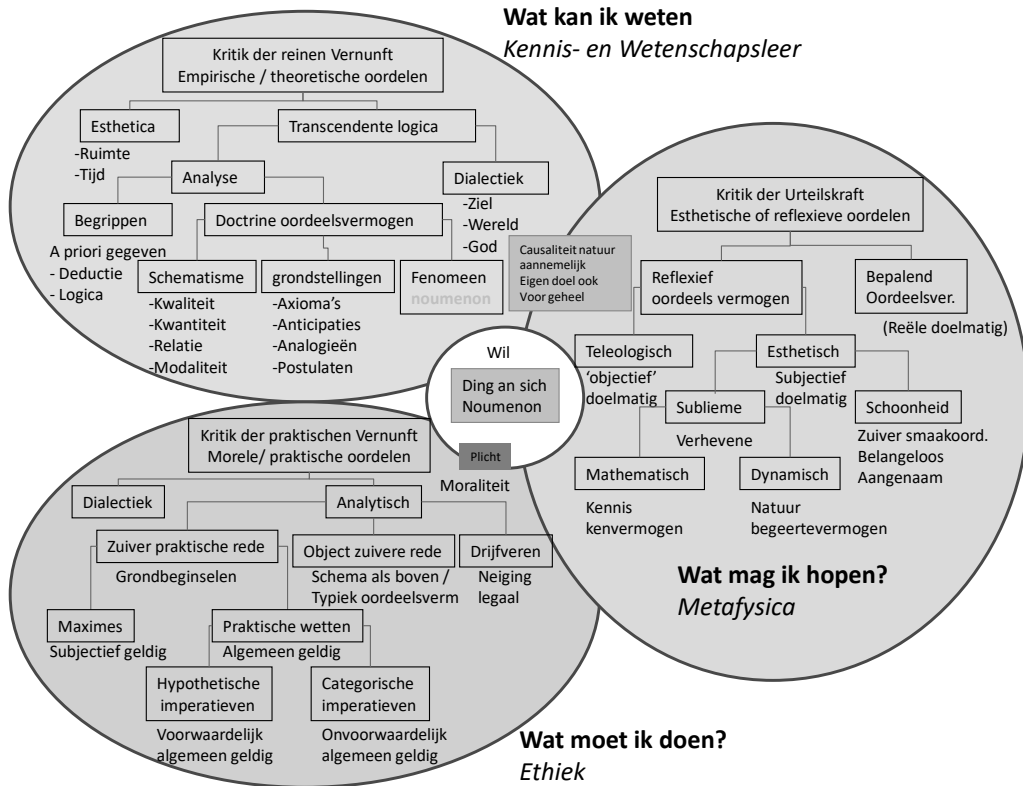 Wat kan ik weten
Kennis- en Wetenschapsleer
Kritik der reinen Vernunft
Empirische / theoretische oordelen
Esthetica
-Ruimte
-Tijd
Transcendente logica
Analyse
Dialectiek
-Ziel
-Wereld
-God
Begrippen
A priori gegeven
- Deductie
- Logica
Doctrine oordeelsvermogen
Schematisme
-Kwaliteit
-Kwantiteit
-Relatie
-Modaliteit
grondstellingen
-Axioma's
-Anticipaties
-Analogieën
-Postulaten
Fenomeen
noumenon
Causaliteit natuur
aannemelijk
Eigen doel ook
Voor geheel
Kritik der Urteilskraft
Esthetische of reflexieve oordelen
Reflexief
oordeels vermogen
Bepalend
Oordeelsver.
(Reële doelmatig)
Teleologisch
'objectief'
doelmatig
Esthetisch
Subjectief
doelmatig
Sublieme
Verhevene
Schoonheid
Zuiver smaakoord.
Belangeloos
Aangenaam
Mathematisch
Kennis
kenvermogen
Dynamisch
Natuur
begeertevermogen
Wat mag ik hopen?
Metafysica
Wil
Ding an sich
Noumenon
Plicht
Moraliteit
Kritik der praktischen Vernunft
Morele/ praktische oordelen
Dialectiek
Analytisch
Zuiver praktische rede
Grondbeginselen
Object zuivere rede
Schema als boven /
Typiek oordeelsverm
Drijfveren
Neiging
legaal
Maximes
Subjectief geldig
Praktische wetten
Algemeen geldig
Hypothetische
imperatieven
Voorwaardelijk
algemeen geldig
Categorische
imperatieven
Onvoorwaardelijk
algemeen geldig
Wat moet ik doen?
Ethiek